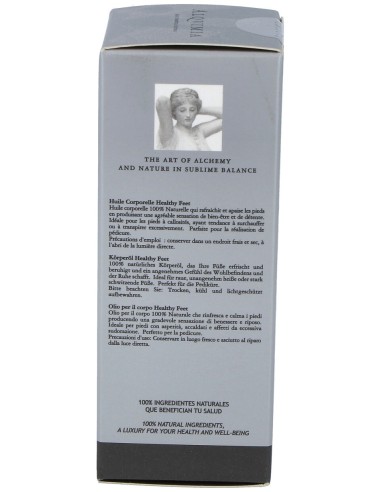 ALQVIMIA
THE ART OF ALCHEMY
AND NATURE IN SUBLIME BALANCE
Huile Corporelle Healthy Feet
Huile corporelle 100% Naturelle qui rafraîchit et apaise les pieds
en produisant une agréable sensation de bien-être et de détente.
Idéale pour les pieds à callosités, ayant tendance à surchauffer
ou à transpirer excessivement. Parfaite pour la réalisation de
pédicure.
Précautions d'emploi : conserver dans un endroit frais et sec, à
l'abri de la lumière directe.
Körperöl Healthy Feet
100% natürliches Körperöl, das Ihre Füße erfrischt und
beruhigt und ein angenehmes Gefühl des Wohlbefindens und
der Ruhe schafft. Ideal für raue, unangenehm heiße oder stark
schwitzende Füße. Perfekt für die Pediküre.
Bitte beachten Sie: Trocken, kühl und lichtgeschützt
aufbewahren.
Olio per il corpo Healthy Feet
Olio per il corpo 100% Naturale che rinfresca e calma i piedi
producendo una gradevole sensazione di benessere e riposo.
Ideale per piedi con asperità, accaldati e affetti da eccessiva
sudorazione. Perfetto per la pedicure.
Precauzioni d'uso: Conservare in luogo fresco e asciutto al riparo
dalla luce diretta.
100% INGREDIENTES NATURALES
QUE BENEFICIAN TU SALUD
100% NATURAL INGREDIENTS,
A LUXURY FOR YOUR HEALTH AND WELL-BEING